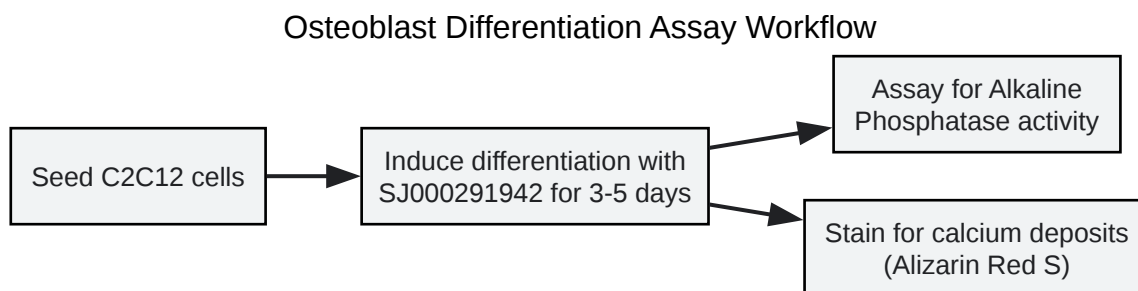 Osteoblast Differentiation Assay Workflow
Seed C2C12 cells
Induce differentiation with
SJ000291942 for 3-5 days
Assay for Alkaline
Phosphatase activity
Stain for calcium deposits
(Alizarin Red S)